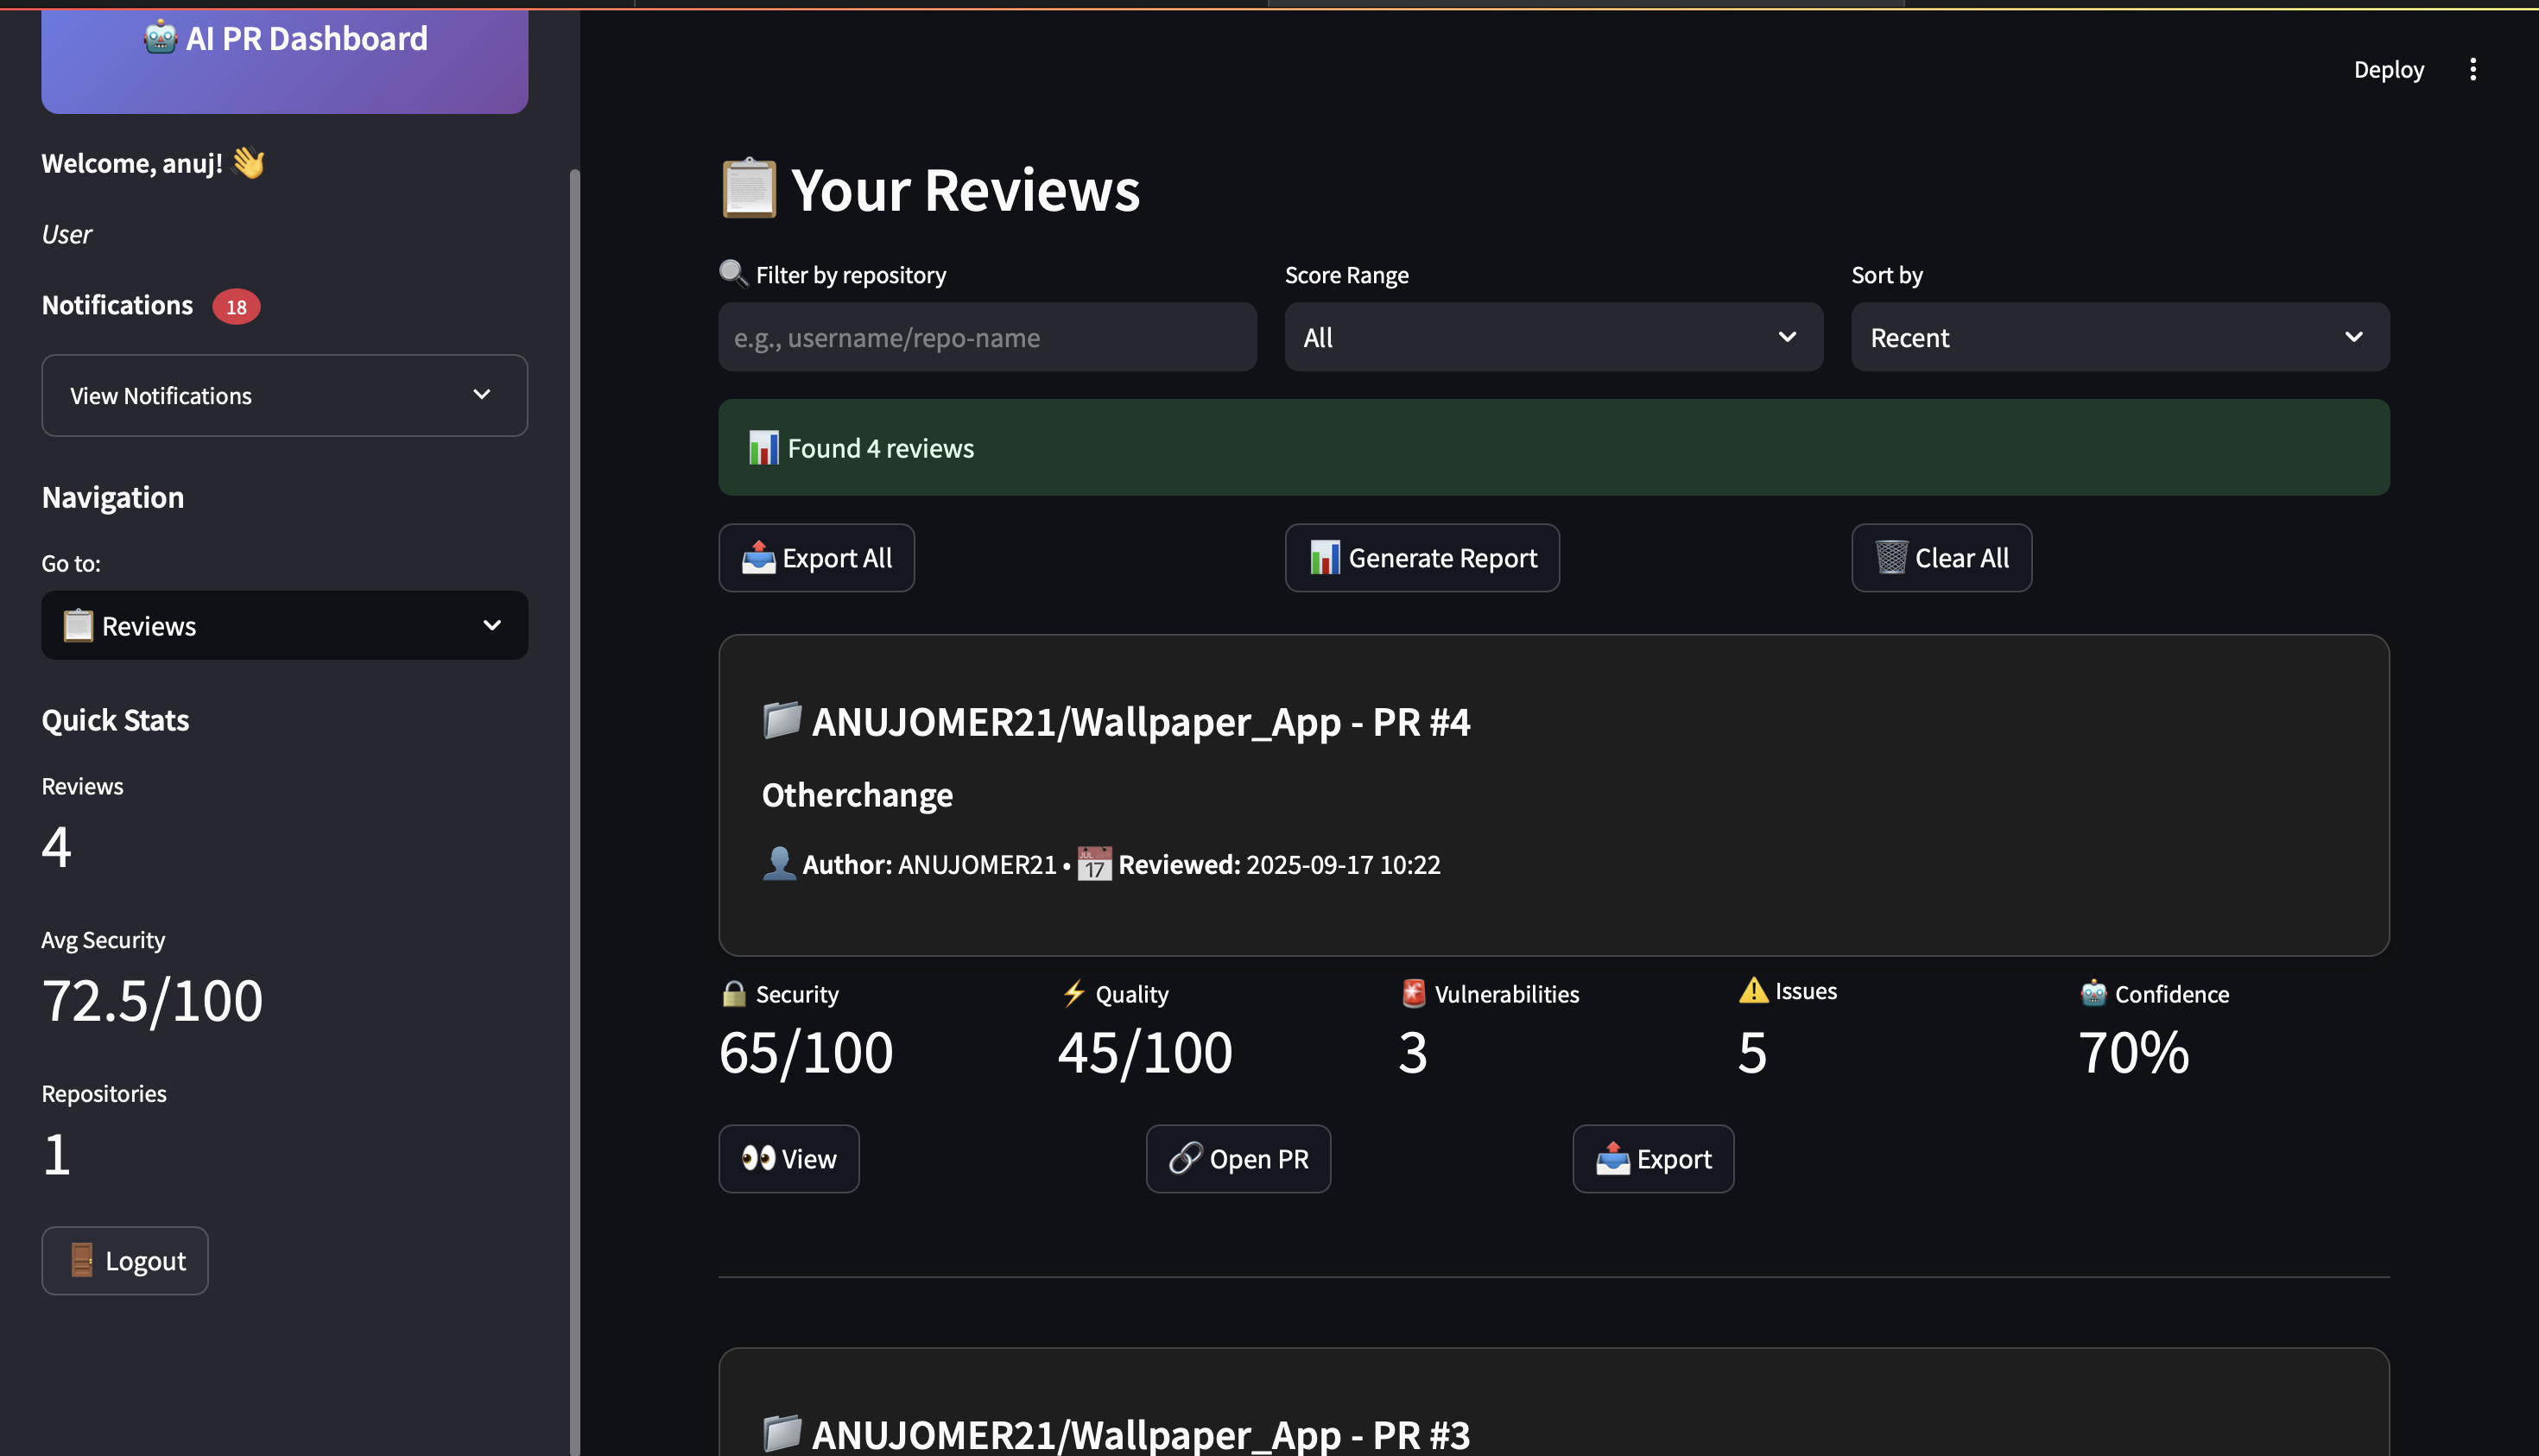 AI PR Dashboard
Welcome, anuj!
User
Notifications 18
View Notifications
Navigation
Go to:
Reviews
Quick Stats
Reviews
4
Avg Security
72.5/100
Repositories
1
Logout
Deploy
Your Reviews
Filter by repository
e.g., username/repo-name
Score Range
All
Sort by
Recent
Found 4 reviews
Export All
Generate Report
Clear All
ANUJOMER21/Wallpaper_App - PR #4
Otherchange
Author: ANUJOMER21 • JUL 17 Reviewed: 2025-09-17 10:22
Security
65/100
Quality
45/100
Vulnerabilities
3
Issues
5
Confidence
70%
View
Open PR
Export
ANUJOMER21/Wallpaper_App - PR #3